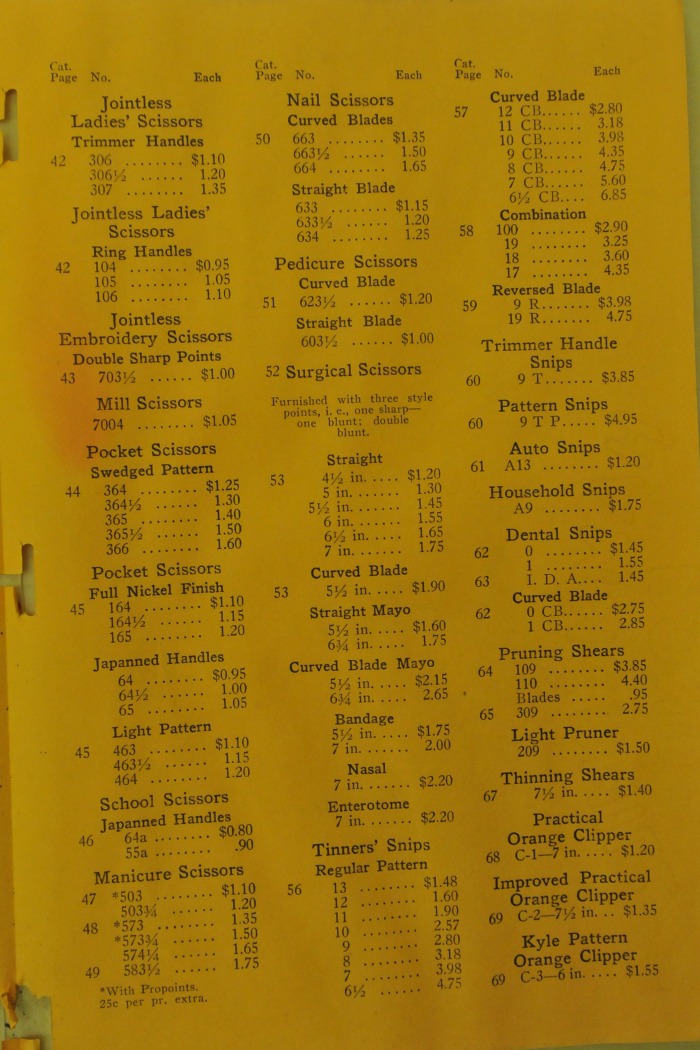 Cat.
Page No. Each
Jointless
Ladies' Scissors
Trimmer Handles
42 306 ........ $1.10
306½ ...... 1.20
307 ........ 1.35
Jointless Ladies'
Scissors
Ring Handles
42 104 ........ $0.95
105 ........ 1.05
106 ........ 1.10
Jointless
Embroidery Scissors
Double Sharp Points
43 703½ ...... $1.00
Mill Scissors
7004 ........ $1.05
Pocket Scissors
Swedged Pattern
44 364 ........ $1.25
364½ ...... 1.30
365 ........ 1.40
365½ ...... 1.50
366 ........ 1.60
Pocket Scissors
Full Nickel Finish
45 164 ........ $1.10
164½ ...... 1.15
165 ........ 1.20
Japanned Handles
64 ........ $0.95
64½ ...... 1.00
65 ........ 1.05
Light Pattern
45 463 ........ $1.10
463½ ...... 1.15
464 ........ 1.20
School Scissors
Japanned Handles
46 64a ........ $0.80
55a ........ .90
Manicure Scissors
47 *503 ........ $1.10
503¾ ...... 1.20
48 *573 ........ 1.35
*573¾ ...... 1.50
574¼ ...... 1.65
49 583½ ...... 1.75
*With Propoints.
25c per pr. extra.
Cat.
Page No. Each
Nail Scissors
Curved Blades
50 663 ........ $1.35
663½ ...... 1.50
664 ........ 1.65
Straight Blade
633 ........ $1.15
633½ ...... 1.20
634 ........ 1.25
Pedicure Scissors
Curved Blade
51 623½ ...... $1.20
Straight Blade
603½ ...... $1.00
52 Surgical Scissors
Furnished with three style
points, i. e., one sharp—
one blunt; double
blunt.
Straight
53 4½ in. .... $1.20
5 in. ...... 1.30
5½ in. ..... 1.45
6 in. ...... 1.55
6½ in. ..... 1.65
7 in. ...... 1.75
Curved Blade
53 5½ in. .... $1.90
Straight Mayo
5½ in. .... $1.60
6¾ in. .... 1.75
Curved Blade Mayo
5½ in. .... $2.15
6¾ in. .... 2.65
Bandage
5½ in. .... $1.75
7 in. ...... 2.00
Nasal
7 in. ...... $2.20
Enterotome
7 in. ...... $2.20
Tinners' Snips
Regular Pattern
56 13 ........ $1.48
12 ........ 1.60
11 ........ 1.90
10 ........ 2.57
9 ........ 2.80
8 ........ 3.18
7 ........ 3.98
6½ ...... 4.75
Cat.
Page No. Each
Curved Blade
57 12 CB...... $2.80
11 CB...... 3.18
10 CB...... 3.98
9 CB...... 4.35
8 CB...... 4.75
7 CB...... 5.60
6½ CB.... 6.85
Combination
58 100 ........ $2.90
19 ........ 3.25
18 ........ 3.60
17 ........ 4.35
Reversed Blade
59 9 R....... $3.98
19 R....... 4.75
Trimmer Handle
Snips
60 9 T....... $3.85
Pattern Snips
60 9 T P..... $4.95
Auto Snips
61 A13 ........ $1.20
Household Snips
A9 ........ $1.75
Dental Snips
62 0 ........ $1.45
1 ........ 1.55
63 I. D. A.... 1.45
Curved Blade
62 0 CB...... $2.75
1 CB...... 2.85
Pruning Shears
64 109 ........ $3.85
110 ........ 4.40
Blades ..... .95
65 309 ........ 2.75
Light Pruner
209 ........ $1.50
Thinning Shears
67 7½ in. .... $1.40
Practical
Orange Clipper
68 C-1—7 in. .... $1.20
Improved Practical
Orange Clipper
69 C-2—7½ in. .. $1.35
Kyle Pattern
Orange Clipper
69 C-3—6 in. .... $1.55